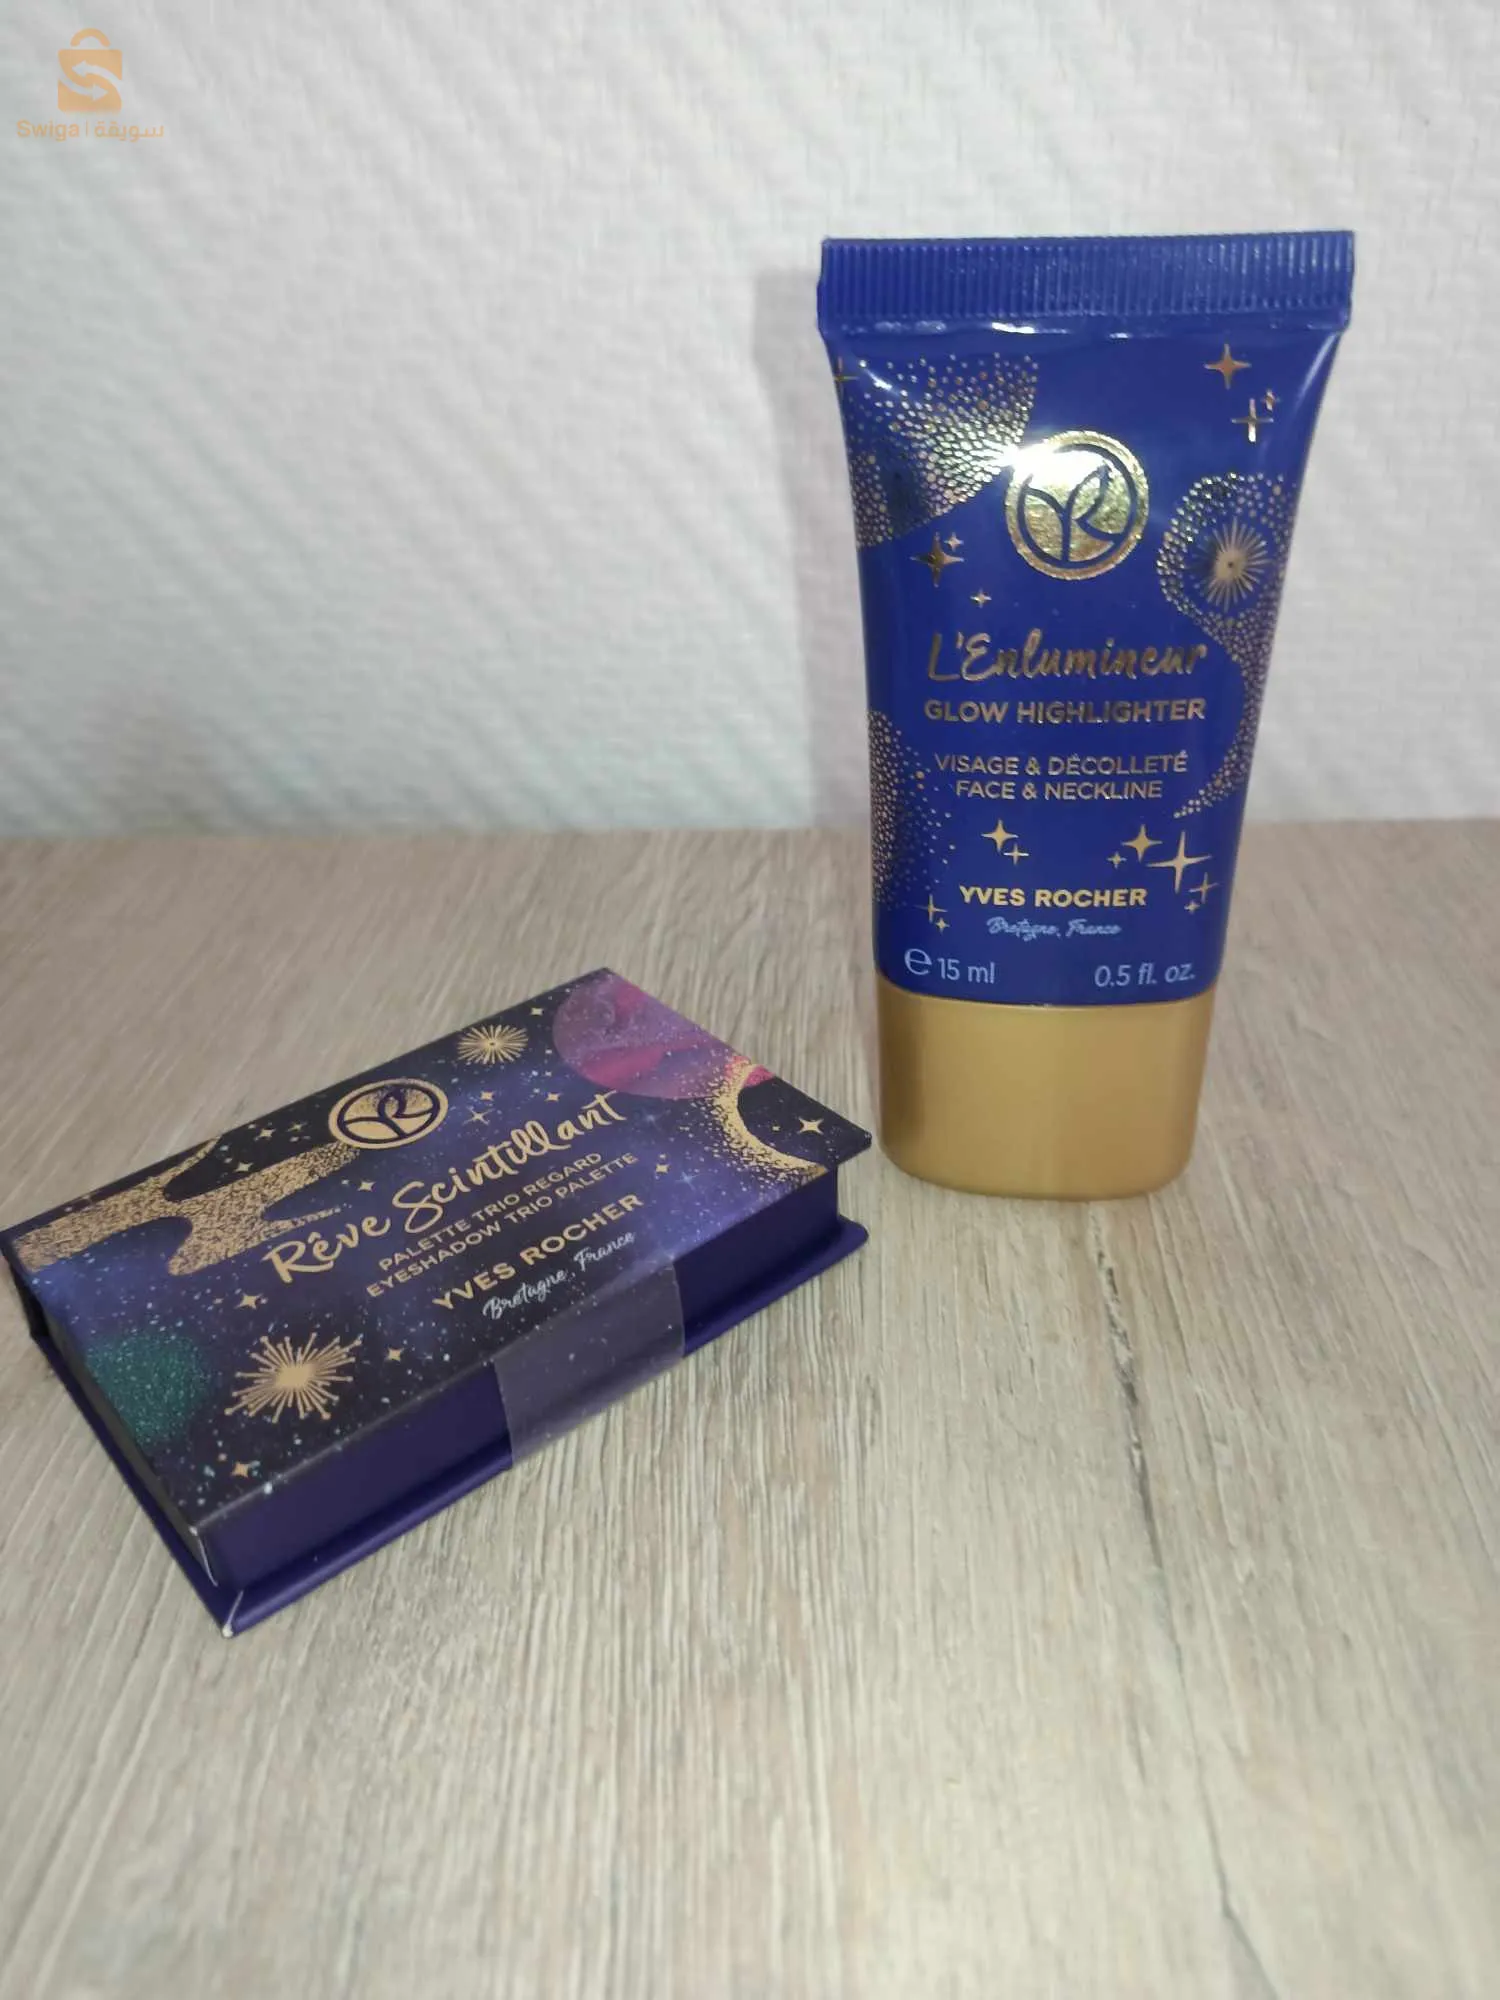 Swiga | سويقة
L'Enlumineur
GLOW HIGHLIGHTER
VISAGE & DÉCOLLETÉ
FACE & NECKLINE
YVES ROCHER
Bretagne, France
e 15 ml 0.5 fl. oz.
Rêve Scintillant
PALETTE TRIO REGARD
EYESHADOW TRIO PALETTE
YVES ROCHER
Bretagne, France